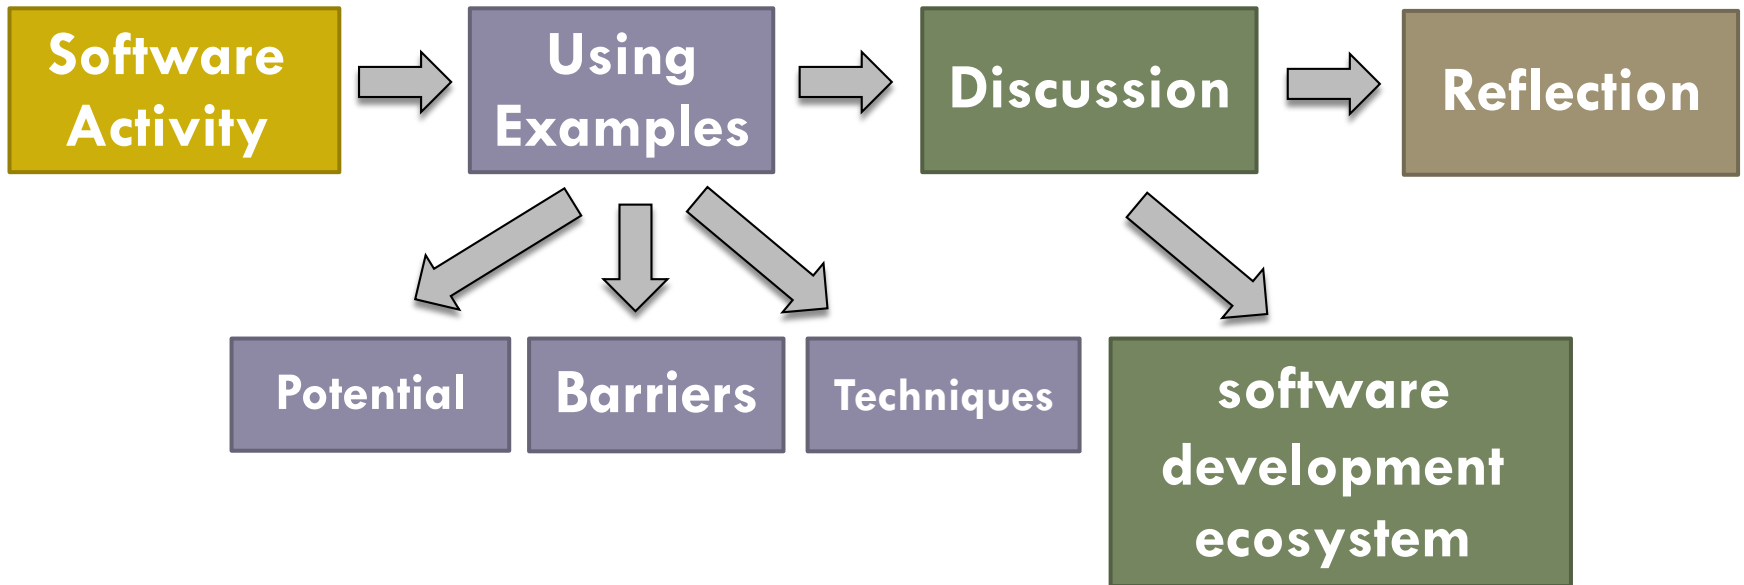 Software
Activity
Using
Examples
Discussion
Reflection
Potential
Barriers
Techniques
software
development
ecosystem